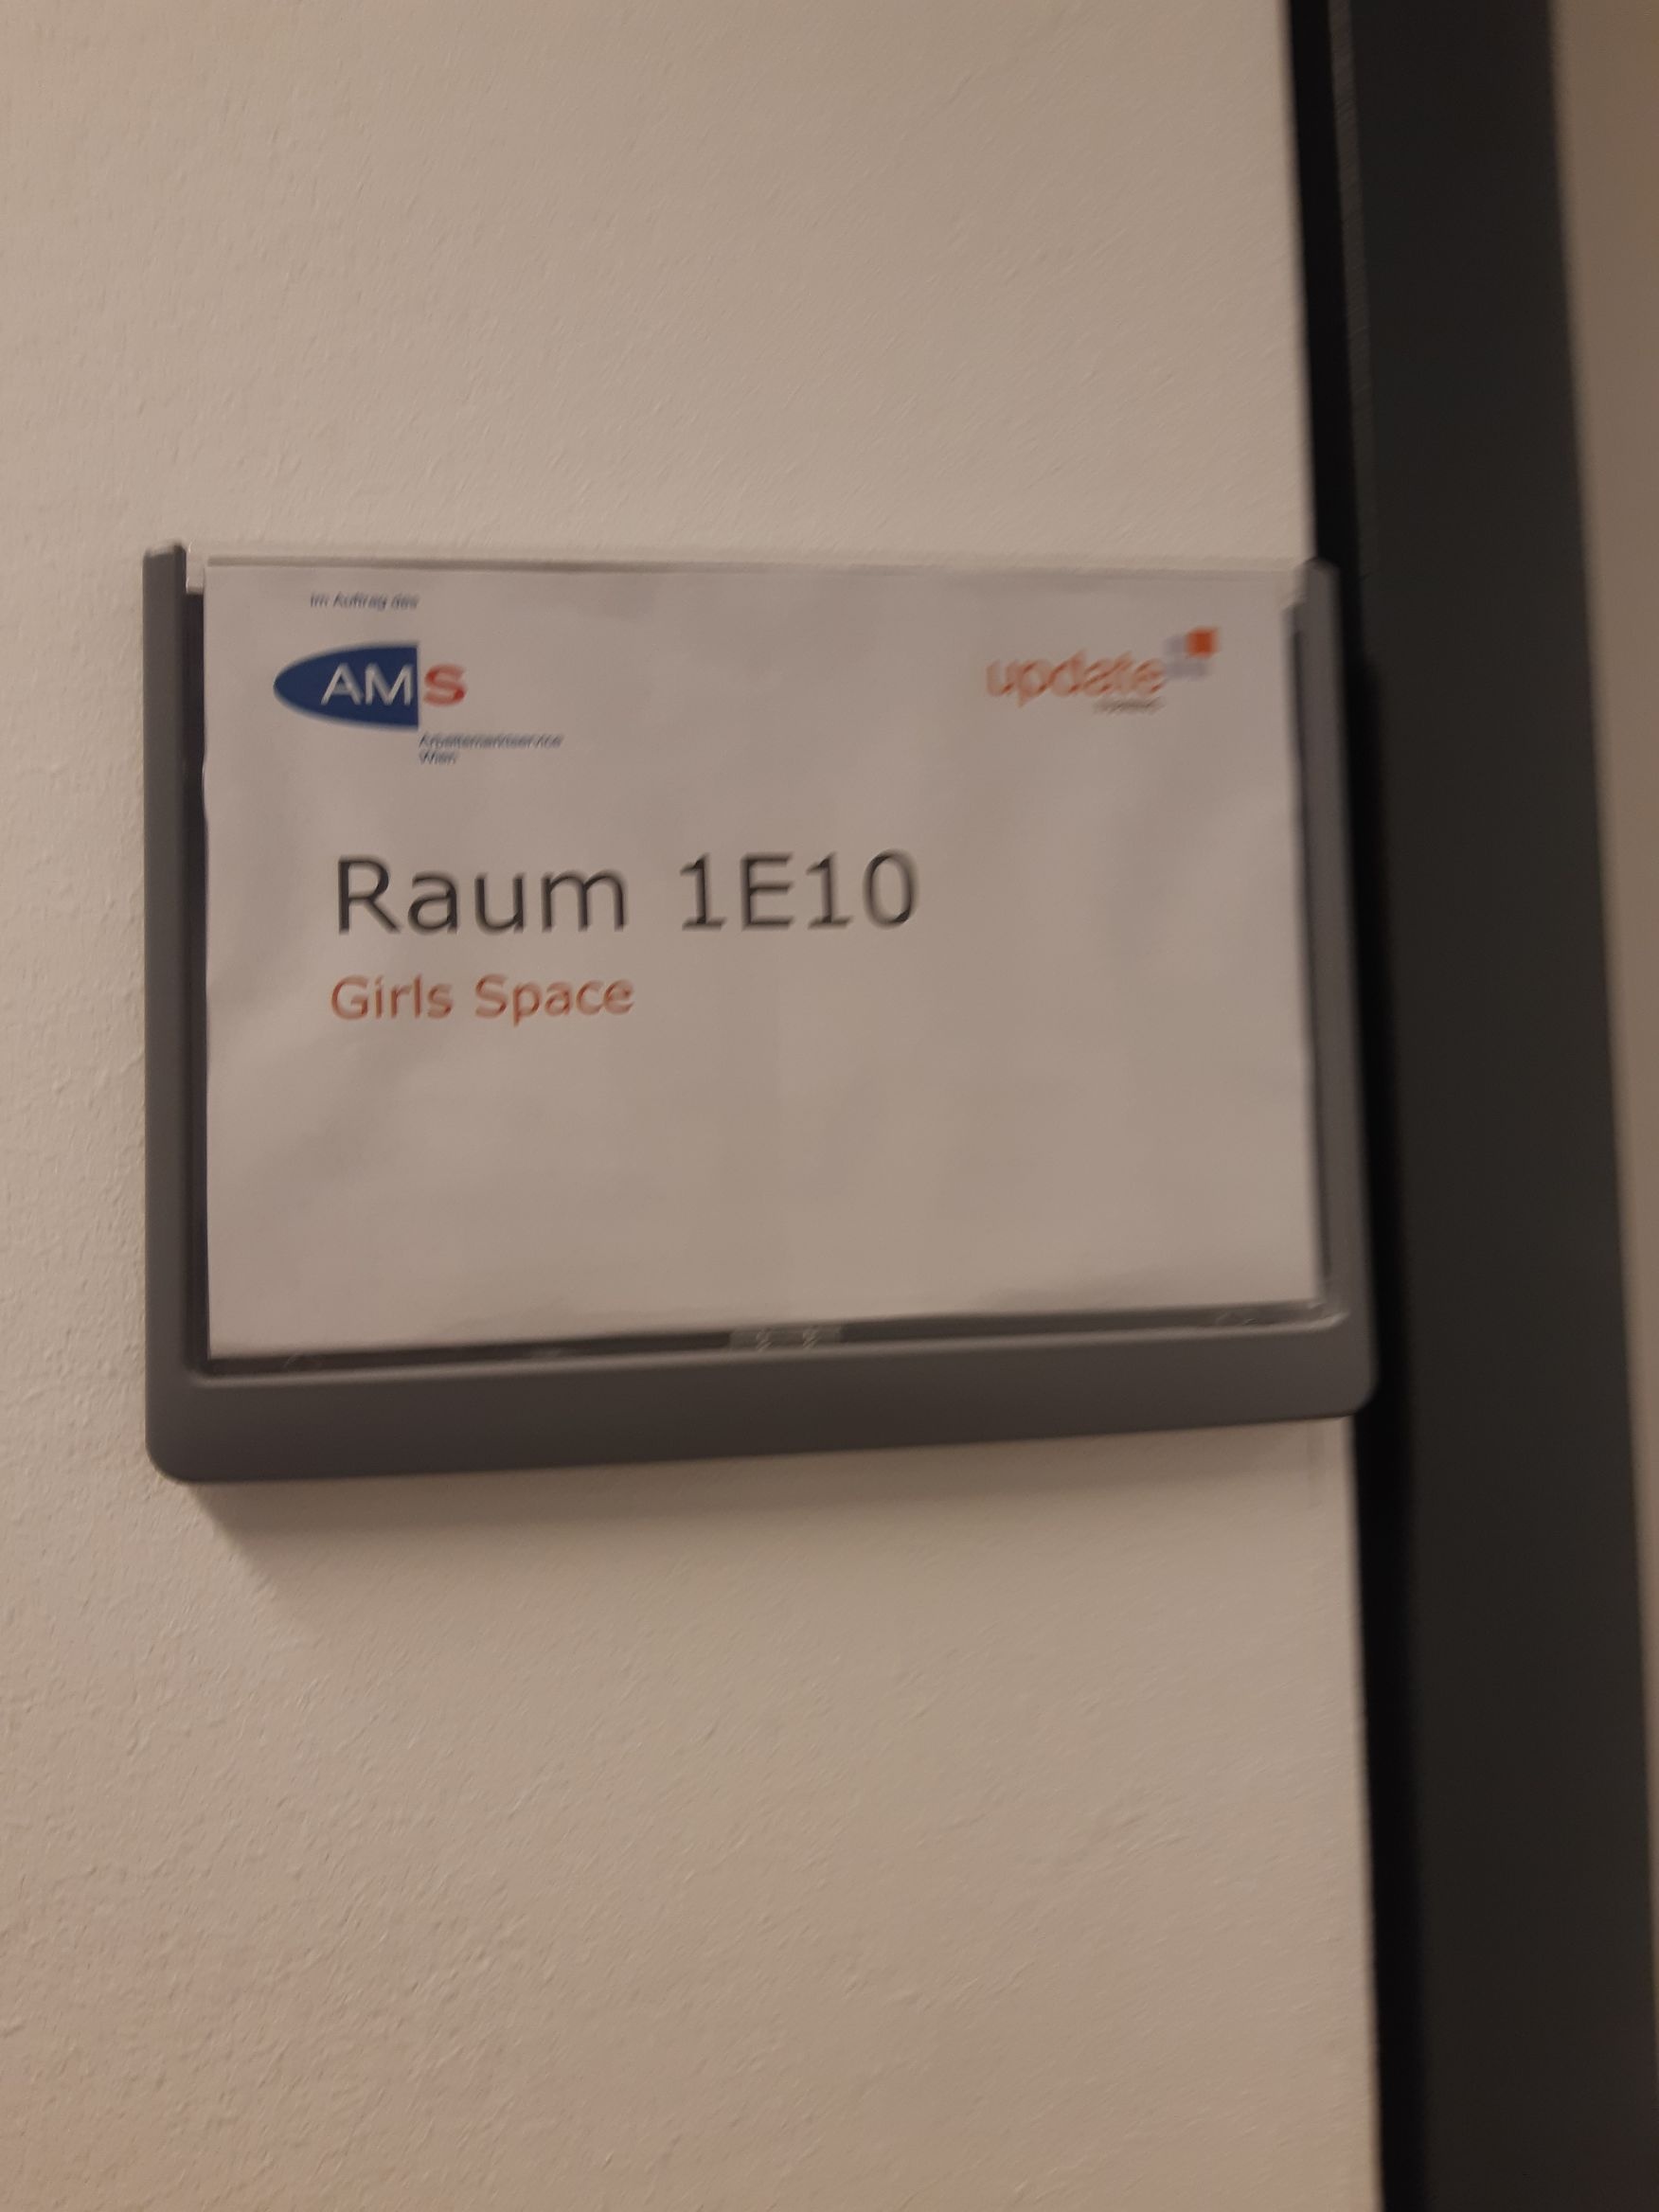 Im Auftrag des
AMS
update
Arbeitsmarktservice
Wien
Raum 1E10
Girls Space